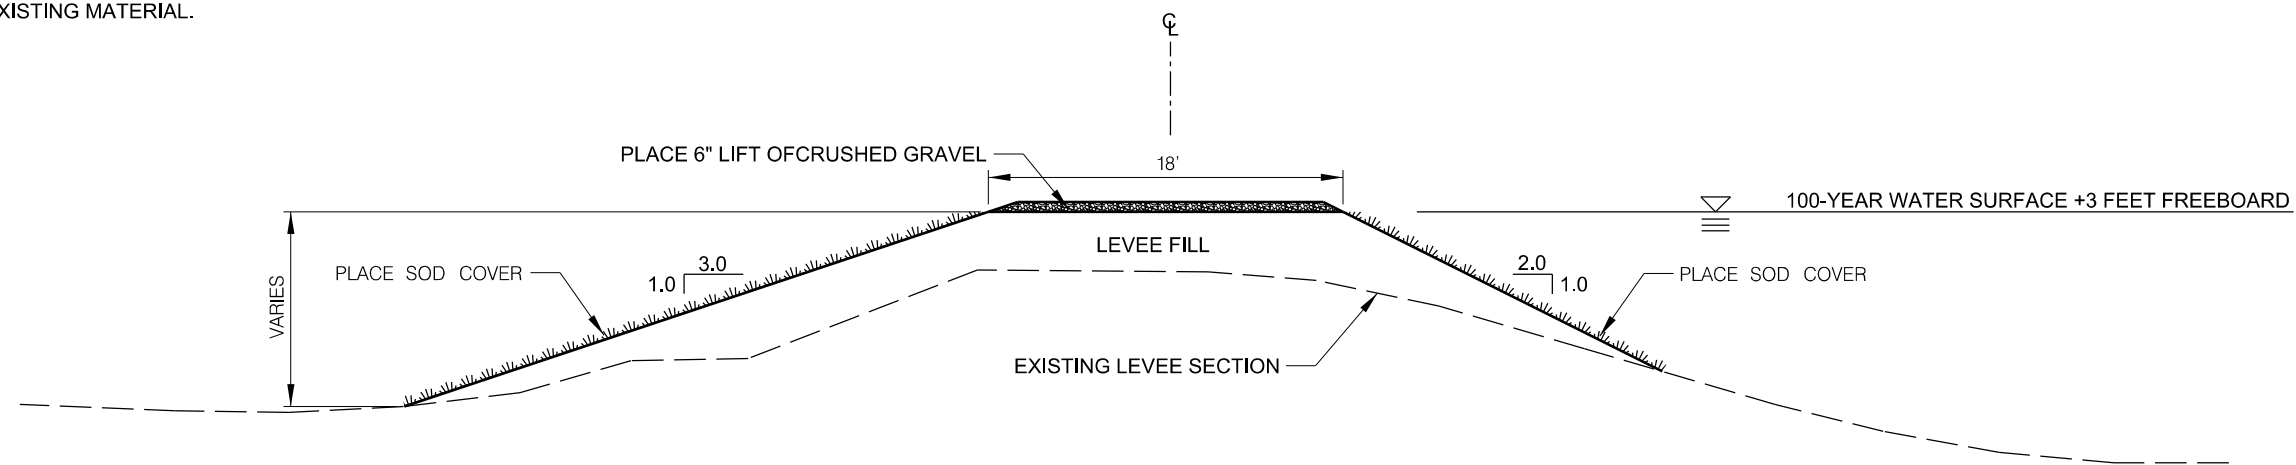 XISTING MATERIAL.
℄
PLACE 6" LIFT OFCRUSHED GRAVEL
18'
100-YEAR WATER SURFACE +3 FEET FREEBOARD
LEVEE FILL
PLACE SOD COVER
3.0
1.0
2.0
1.0
PLACE SOD COVER
VARIES
EXISTING LEVEE SECTION